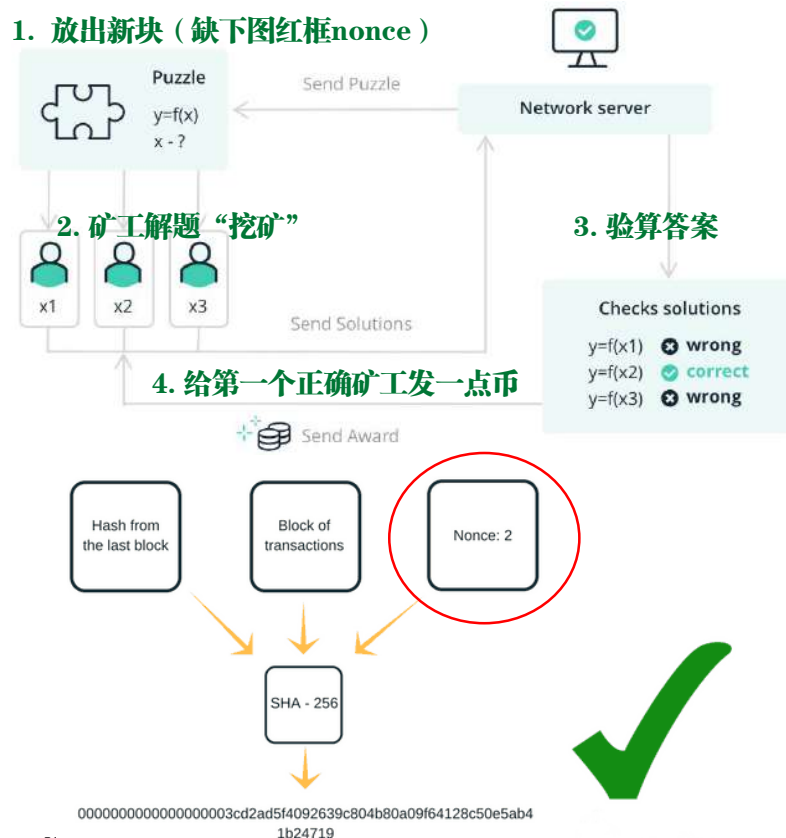 1. 放出新块（缺下图红框nonce）
Puzzle
y=f(x)
x - ?
Send Puzzle
Network server
2. 矿工解题“挖矿”
3. 验算答案
x1
x2
x3
Send Solutions
Checks solutions
y=f(x1) wrong
y=f(x2) correct
y=f(x3) wrong
4. 给第一个正确矿工发一点币
Send Award
Hash from
the last block
Block of
transactions
Nonce: 2
SHA - 256
0000000000000000003cd2ad5f4092639c804b80a09f64128c50e5ab4
1b24719